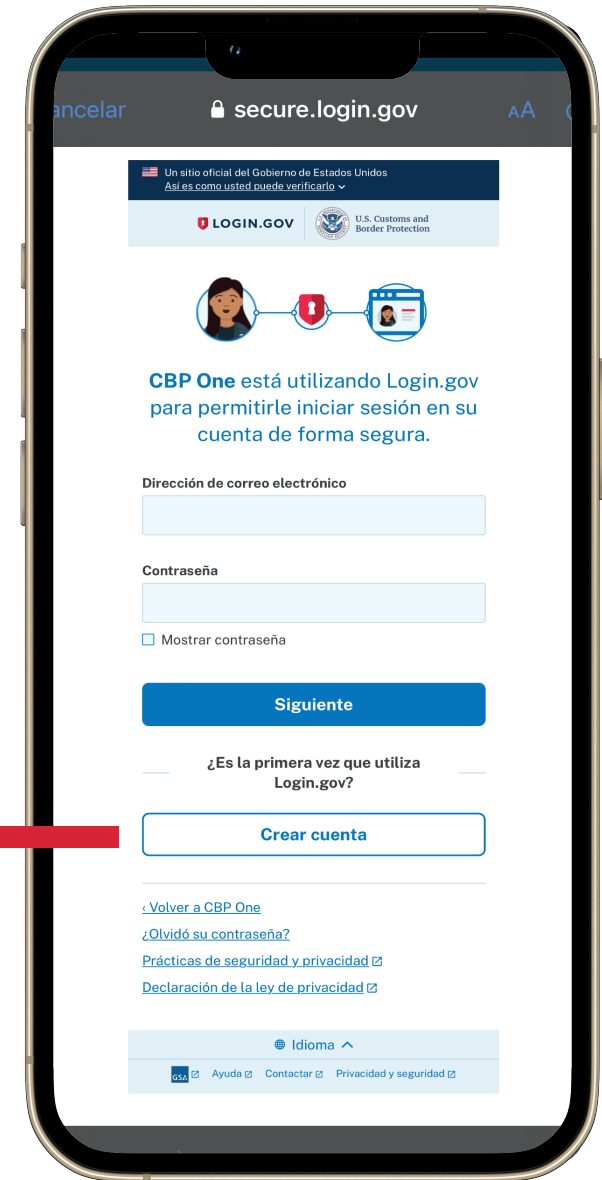 ancelar
secure.login.gov
AA
Un sitio oficial del Gobierno de Estados Unidos
Así es como usted puede verificarlo
LOGIN.GOV
U.S. Customs and
Border Protection
CBP One está utilizando Login.gov
para permitirle iniciar sesión en su
cuenta de forma segura.
Dirección de correo electrónico
Contraseña
Mostrar contraseña
Siguiente
¿Es la primera vez que utiliza
Login.gov?
Crear cuenta
‹ Volver a CBP One
¿Olvidó su contraseña?
Prácticas de seguridad y privacidad
Declaración de la ley de privacidad
Idioma
GSA Ayuda Contactar Privacidad y seguridad